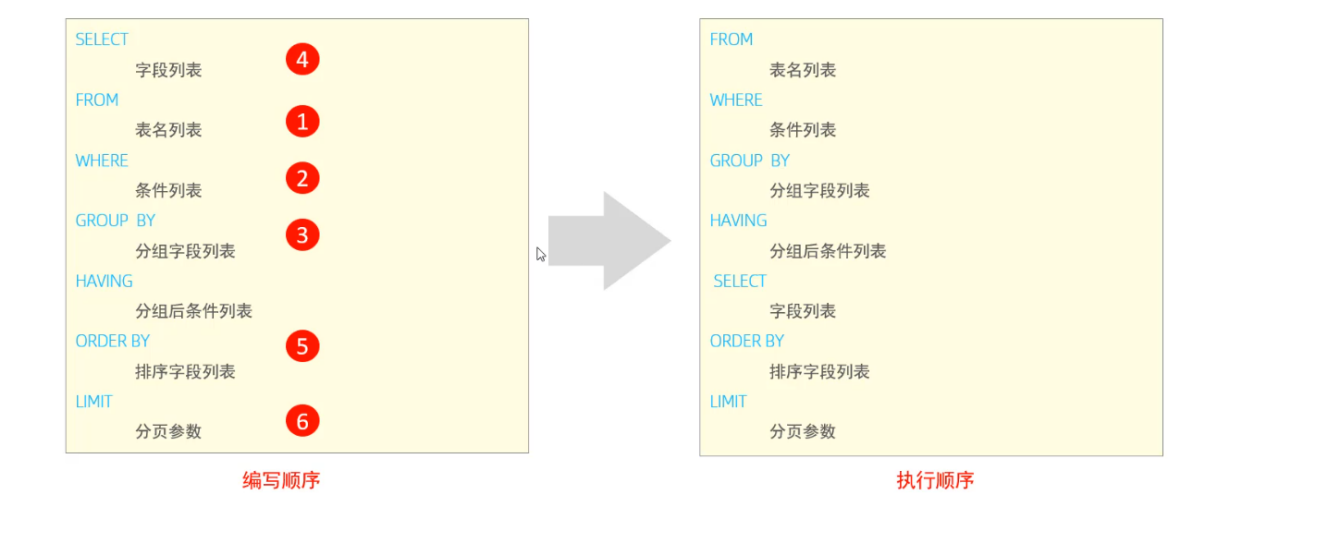 SELECT
字段列表
4
FROM
表名列表
1
WHERE
条件列表
2
GROUP BY
分组字段列表
3
HAVING
分组后条件列表
ORDER BY
排序字段列表
5
LIMIT
分页参数
6
编写顺序
FROM
表名列表
WHERE
条件列表
GROUP BY
分组字段列表
HAVING
分组后条件列表
SELECT
字段列表
ORDER BY
排序字段列表
LIMIT
分页参数
执行顺序